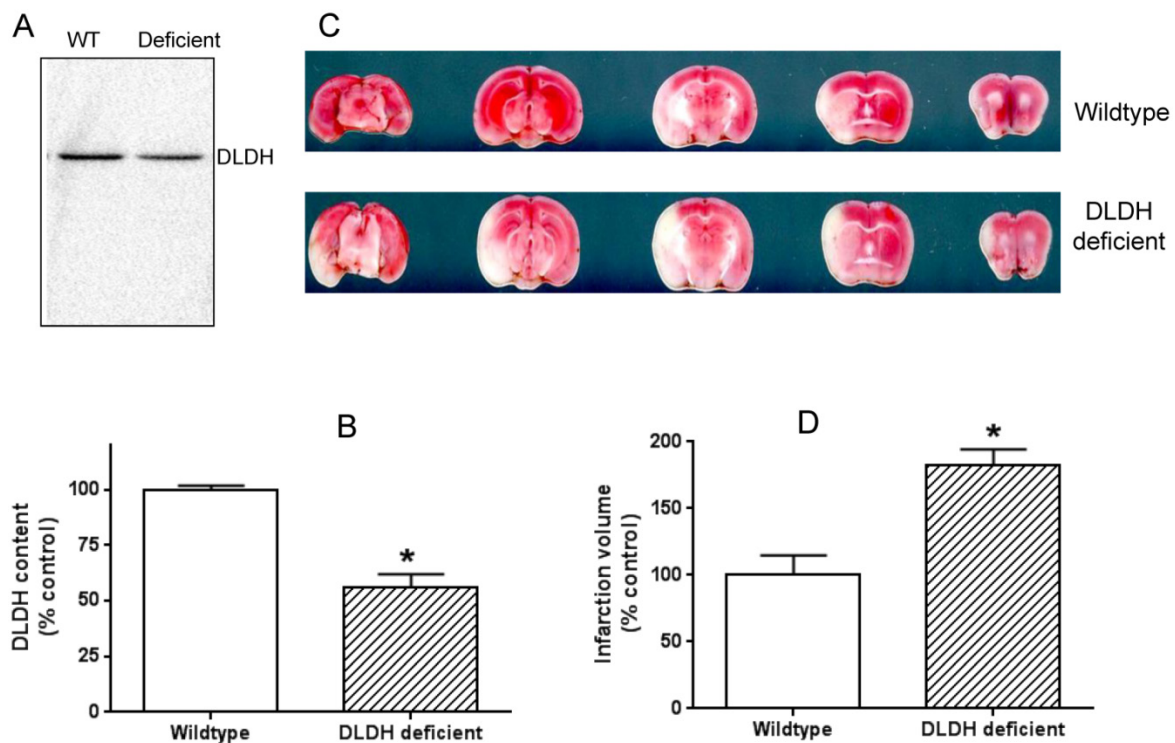 A
WT Deficient
DLDH
C
Wildtype
DLDH
deficient
B
DLDH content
(% control)
100
75
50
25
0
*
Wildtype DLDH deficient
D
Infarction volume
(% control)
200
150
100
50
0
*
Wildtype DLDH deficient